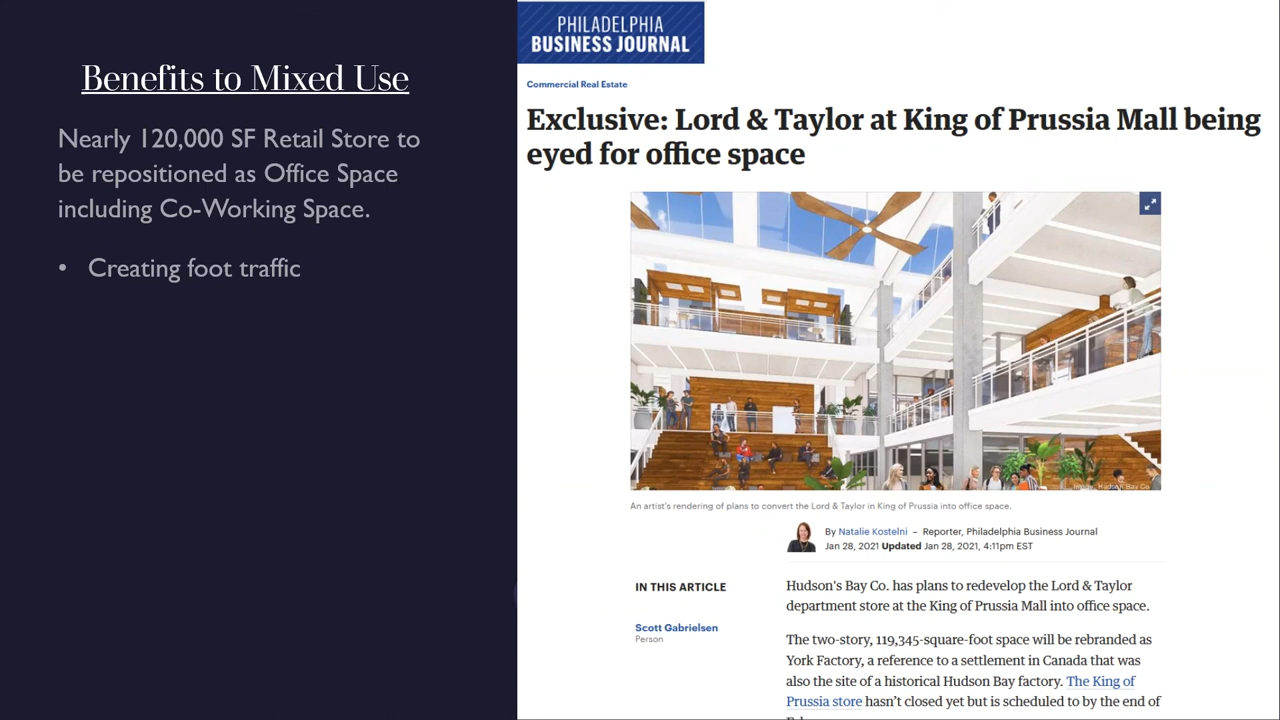 Benefits to Mixed Use
Nearly 120,000 SF Retail Store to
be repositioned as Office Space
including Co-Working Space.
• Creating foot traffic
PHILADELPHIA
BUSINESS JOURNAL
Commercial Real Estate
Exclusive: Lord & Taylor at King of Prussia Mall being
eyed for office space
Image: Hudson's Bay Co
An artist's rendering of plans to convert the Lord & Taylor in King of Prussia into office space.
By Natalie Kostelni – Reporter, Philadelphia Business Journal
Jan 28, 2021 Updated Jan 28, 2021, 4:11pm EST
IN THIS ARTICLE
Scott Gabrielsen
Person
Hudson's Bay Co. has plans to redevelop the Lord & Taylor
department store at the King of Prussia Mall into office space.
The two-story, 119,345-square-foot space will be rebranded as
York Factory, a reference to a settlement in Canada that was
also the site of a historical Hudson Bay factory. The King of
Prussia store hasn't closed yet but is scheduled to by the end of